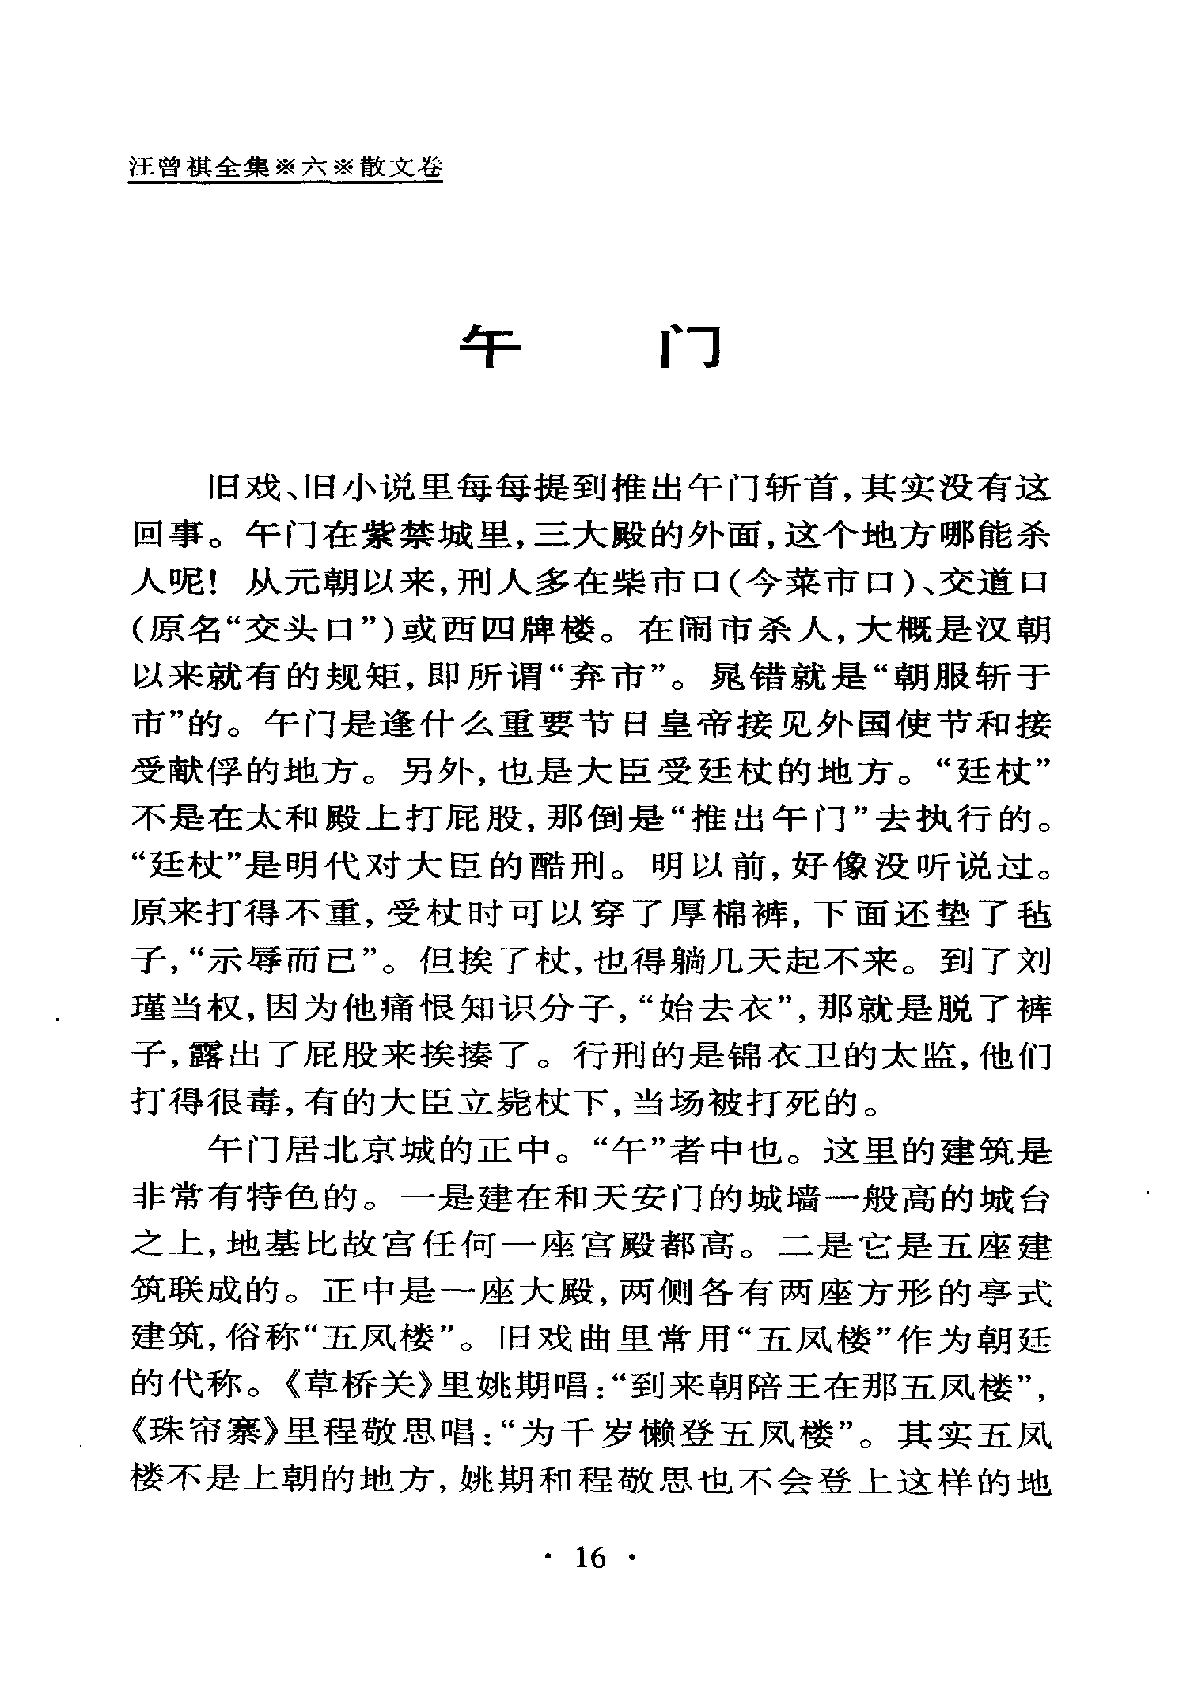 汪曾祺全集※六※散文卷
午 门
旧戏、旧小说里每每提到推出午门斩首，其实没有这
回事。午门在紫禁城里，三大殿的外面，这个地方哪能杀
人呢！从元朝以来，刑人多在柴市口（今菜市口）、交道口
（原名“交头口”）或西四牌楼。在闹市杀人，大概是汉朝
以来就有的规矩，即所谓“弃市”。晁错就是“朝服斩于
市”的。午门是逢什么重要节日皇帝接见外国使节和接
受献俘的地方。另外，也是大臣受廷杖的地方。“廷杖”
不是在太和殿上打屁股，那倒是“推出午门”去执行的。
“廷杖”是明代对大臣的酷刑。明以前，好像没听说过。
原来打得不重，受杖时可以穿了厚棉裤，下面还垫了毡
子，“示辱而已”。但挨了杖，也得躺几天起不来。到了刘
瑾当权，因为他痛恨知识分子，“始去衣”，那就是脱了裤
子，露出了屁股来挨揍了。行刑的是锦衣卫的太监，他们
打得很毒，有的大臣立毙杖下，当场被打死的。
午门居北京城的正中。“午”者中也。这里的建筑是
非常有特色的。一是建在和天安门的城墙一般高的城台
之上，地基比故宫任何一座宫殿都高。二是它是五座建
筑联成的。正中是一座大殿，两侧各有两座方形的亭式
建筑，俗称“五凤楼”。旧戏曲里常用“五凤楼”作为朝廷
的代称。《草桥关》里姚期唱：“到来朝陪王在那五凤楼”，
《珠帘寨》里程敬思唱：“为千岁懒登五凤楼”。其实五凤
楼不是上朝的地方，姚期和程敬思也不会登上这样的地
· 16 ·